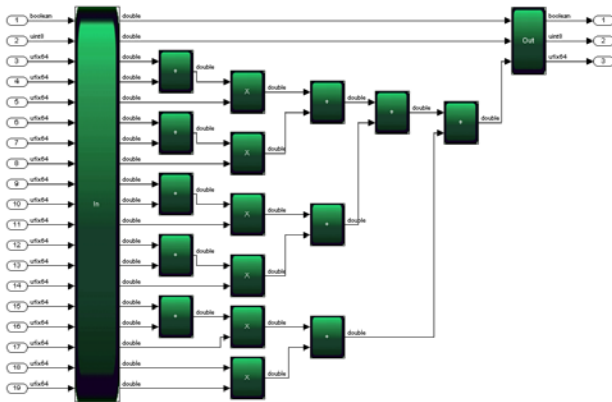 1 boolean double boolean 1
2 uint8 double Out uint8 2
3 ufix64 double ufix64 3
+ double
4 ufix64 double
X double
5 ufix64 double
+ double
+ double
+ double
6 ufix64 double
+ double
7 ufix64 double
X double
8 ufix64 double
9 ufix64 double
+ double
10 ufix64 double
In
X double
11 ufix64 double
+ double
12 ufix64 double
+ double
13 ufix64 double
X double
14 ufix64 double
15 ufix64 double
+ double
16 ufix64 double
X double
17 ufix64 double
+ double
18 ufix64 double
X double
19 ufix64 double